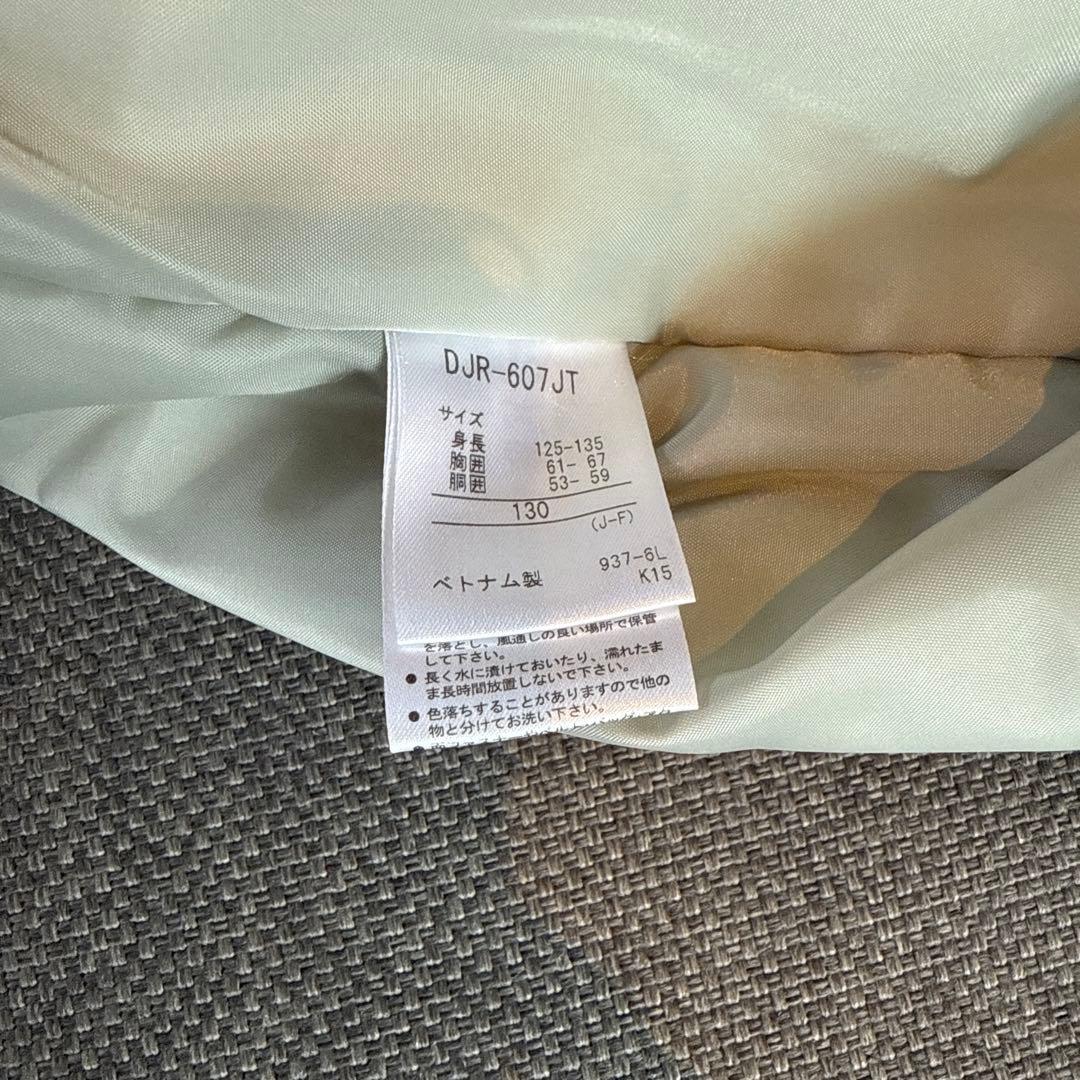 DJR-607JT
サイズ
身長 125-135
胸囲 61- 67
胴囲 53- 59
130
(J-F)
937-6L
ベトナム製 K15
を落とし、風通しの良い場所で保管
して下さい。
● 長く水に漬けておいたり、濡れたま
ま長時間放置しないで下さい。
● 色落ちすることがありますので他の
物と分けてお洗い下さい。